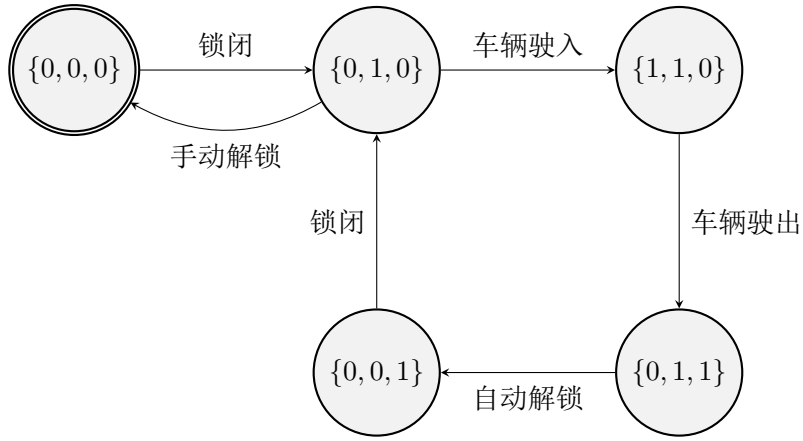 {0, 0, 0}
锁闭
{0, 1, 0}
车辆驶入
{1, 1, 0}
手动解锁
锁闭
车辆驶出
{0, 0, 1}
自动解锁
{0, 1, 1}